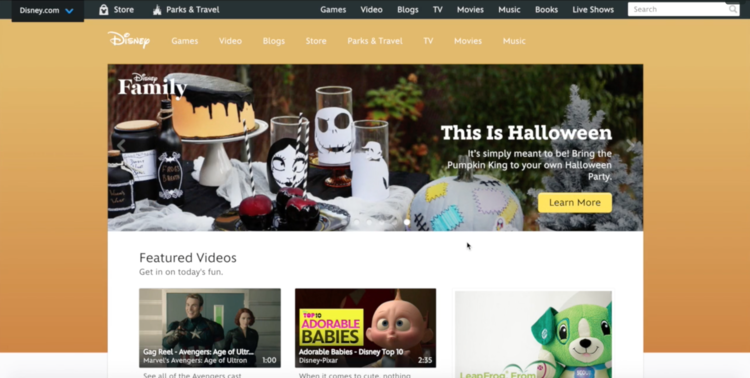 Disney.com
Store
Parks & Travel
Games
Video
Blogs
TV
Movies
Music
Books
Live Shows
Search
Disney
Games
Video
Blogs
Store
Parks & Travel
TV
Movies
Music
Disney
Family
This Is Halloween
It's simply meant to be! Bring the
Pumpkin King to your own Halloween
Party.
Learn More
Featured Videos
Get in on today's fun.
Gag Reel - Avengers: Age of Ultr...
Marvel's Avengers: Age of Ultron
1:00
TOP 10
ADORABLE
BABIES
Adorable Babies - Disney Top 10
Disney-Pixar
2:35
See all of the Avengers cast
When it comes to cute, nothing
LeapFrog From